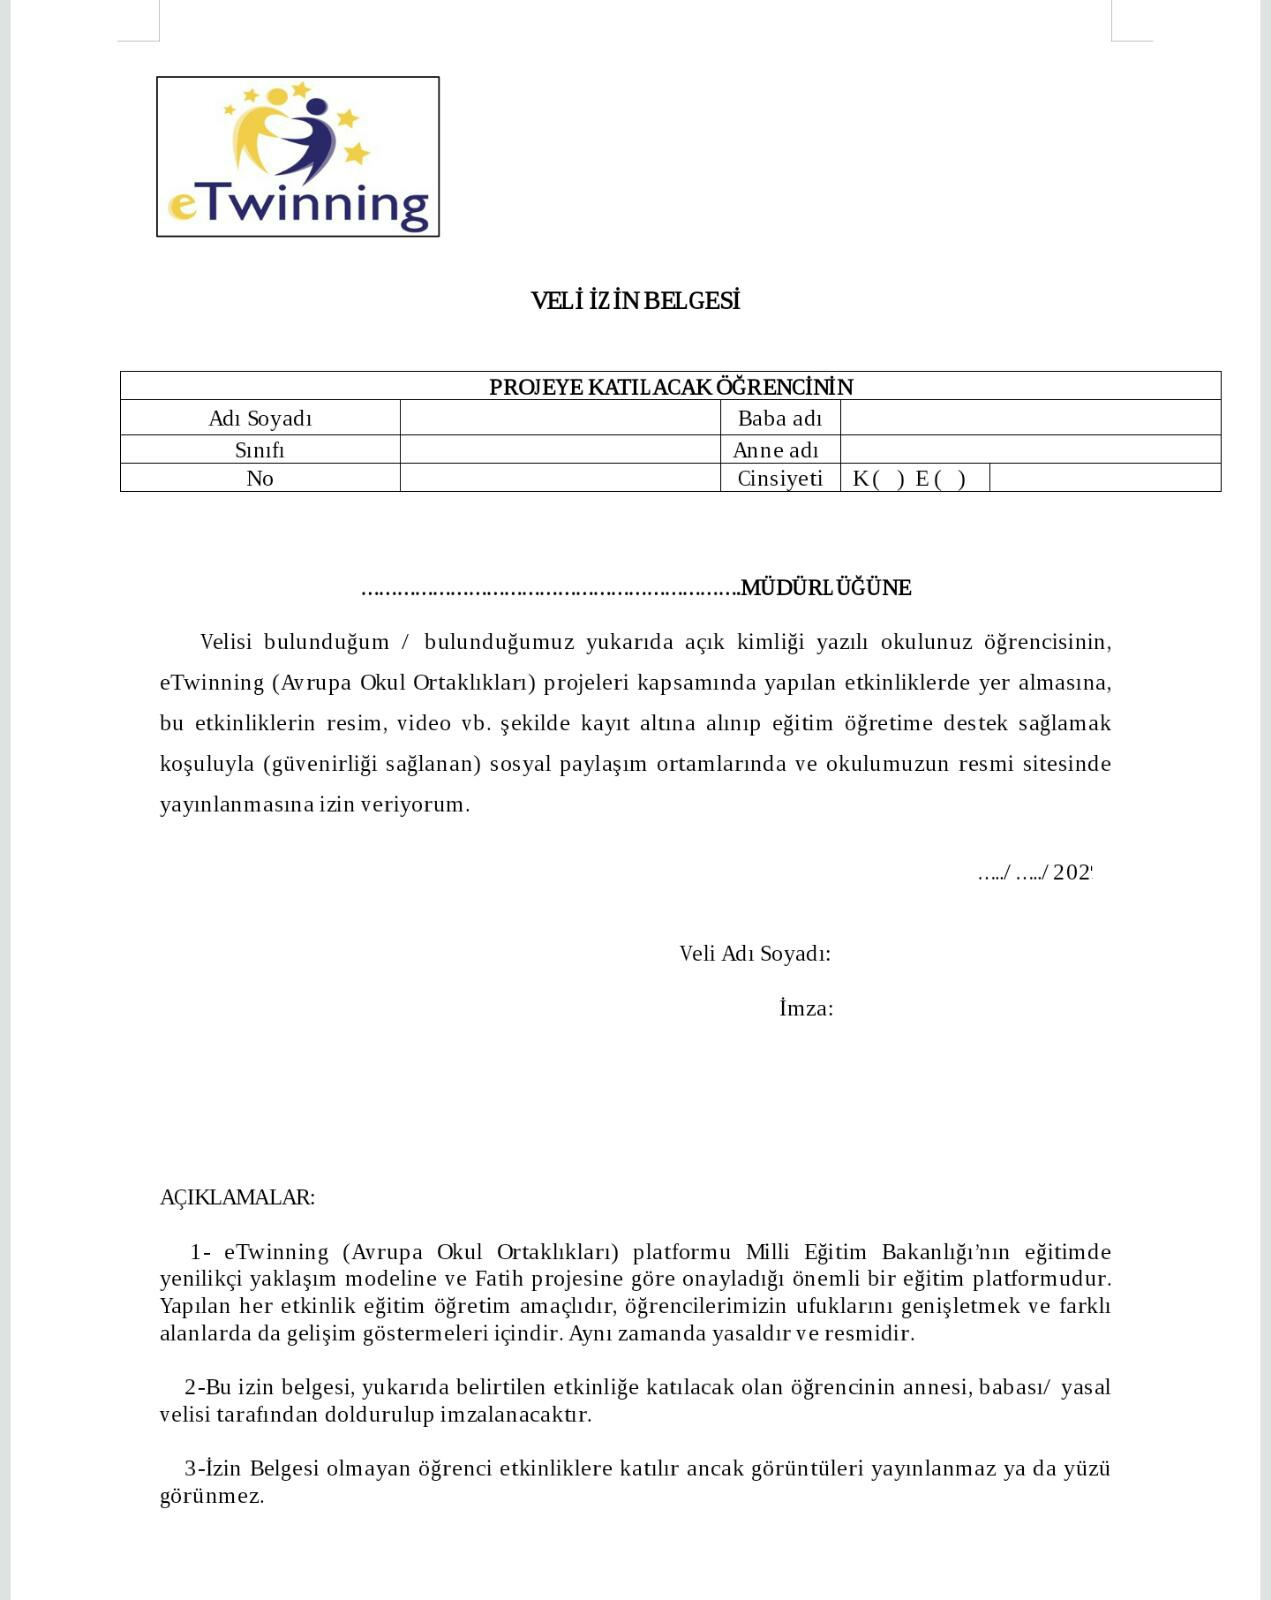 eTwinning
VELİ İZİN BELGESİ
PROJEYE KATILACAK ÖĞRENCİNİN
Adı Soyadı Baba adı
Sınıfı Anne adı
No Cinsiyeti K ( ) E ( )
…………………………………………………………….MÜDÜRLÜĞÜNE
Velisi bulunduğum / bulunduğumuz yukarıda açık kimliği yazılı okulunuz öğrencisinin,
eTwinning (Avrupa Okul Ortaklıkları) projeleri kapsamında yapılan etkinliklerde yer almasına,
bu etkinliklerin resim, video vb. şekilde kayıt altına alınıp eğitim öğretime destek sağlamak
koşuluyla (güvenirliği sağlanan) sosyal paylaşım ortamlarında ve okulumuzun resmi sitesinde
yayınlanmasına izin veriyorum.
…../ …../ 202
Veli Adı Soyadı:
İmza:
AÇIKLAMALAR:
1- eTwinning (Avrupa Okul Ortaklıkları) platformu Milli Eğitim Bakanlığı’nın eğitimde
yenilikçi yaklaşım modeline ve Fatih projesine göre onayladığı önemli bir eğitim platformudur.
Yapılan her etkinlik eğitim öğretim amaçlıdır, öğrencilerimizin ufuklarını genişletmek ve farklı
alanlarda da gelişim göstermeleri içindir. Aynı zamanda yasaldır ve resmidir.
2-Bu izin belgesi, yukarıda belirtilen etkinliğe katılacak olan öğrencinin annesi, babası/ yasal
velisi tarafından doldurulup imzalanacaktır.
3-İzin Belgesi olmayan öğrenci etkinliklere katılır ancak görüntüleri yayınlanmaz ya da yüzü
görünmez.